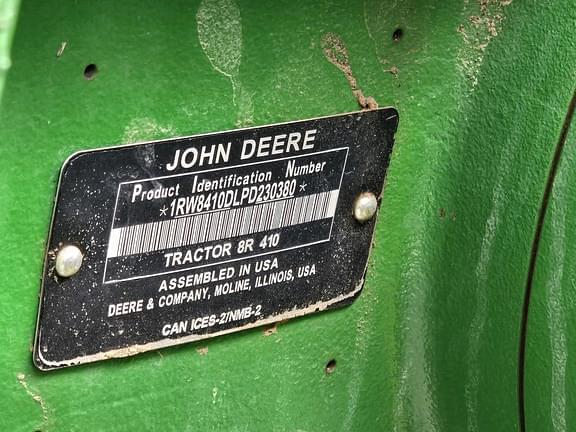 JOHN DEERE
Product Identification Number
*1RW8410DLPD230380*
TRACTOR 8R 410
ASSEMBLED IN USA
DEERE & COMPANY, MOLINE, ILLINOIS, USA
CAN ICES-2/NMB-2